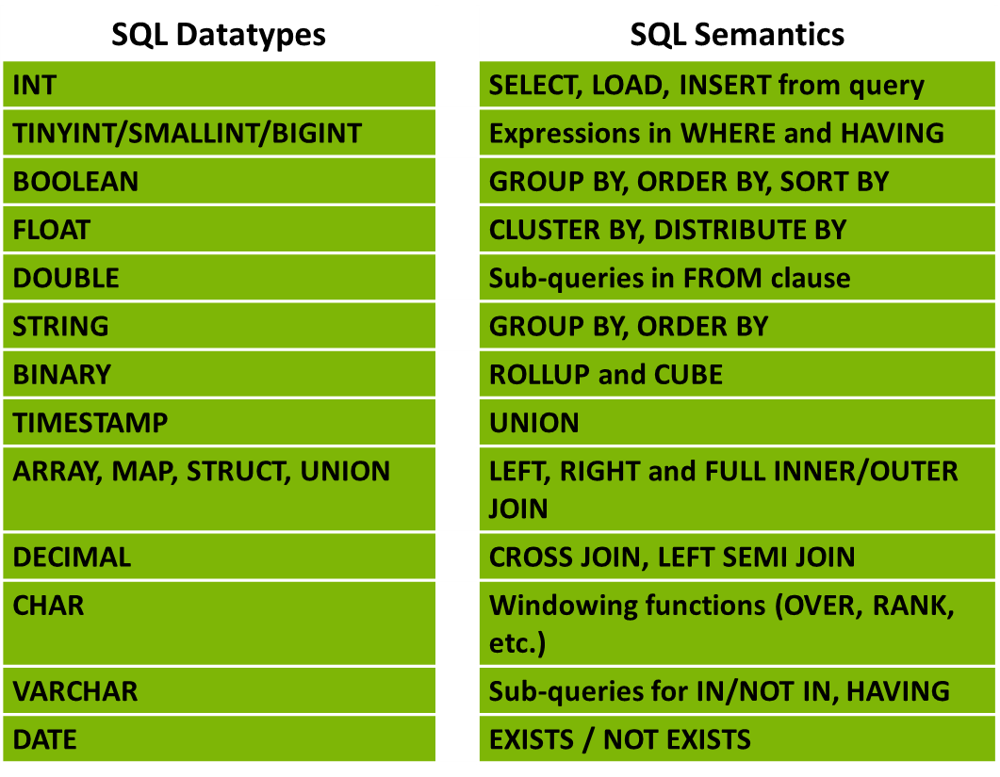 SQL Datatypes
INT
TINYINT/SMALLINT/BIGINT
BOOLEAN
FLOAT
DOUBLE
STRING
BINARY
TIMESTAMP
ARRAY, MAP, STRUCT, UNION
DECIMAL
CHAR
VARCHAR
DATE
SQL Semantics
SELECT, LOAD, INSERT from query
Expressions in WHERE and HAVING
GROUP BY, ORDER BY, SORT BY
CLUSTER BY, DISTRIBUTE BY
Sub-queries in FROM clause
GROUP BY, ORDER BY
ROLLUP and CUBE
UNION
LEFT, RIGHT and FULL INNER/OUTER
JOIN
CROSS JOIN, LEFT SEMI JOIN
Windowing functions (OVER, RANK,
etc.)
Sub-queries for IN/NOT IN, HAVING
EXISTS / NOT EXISTS